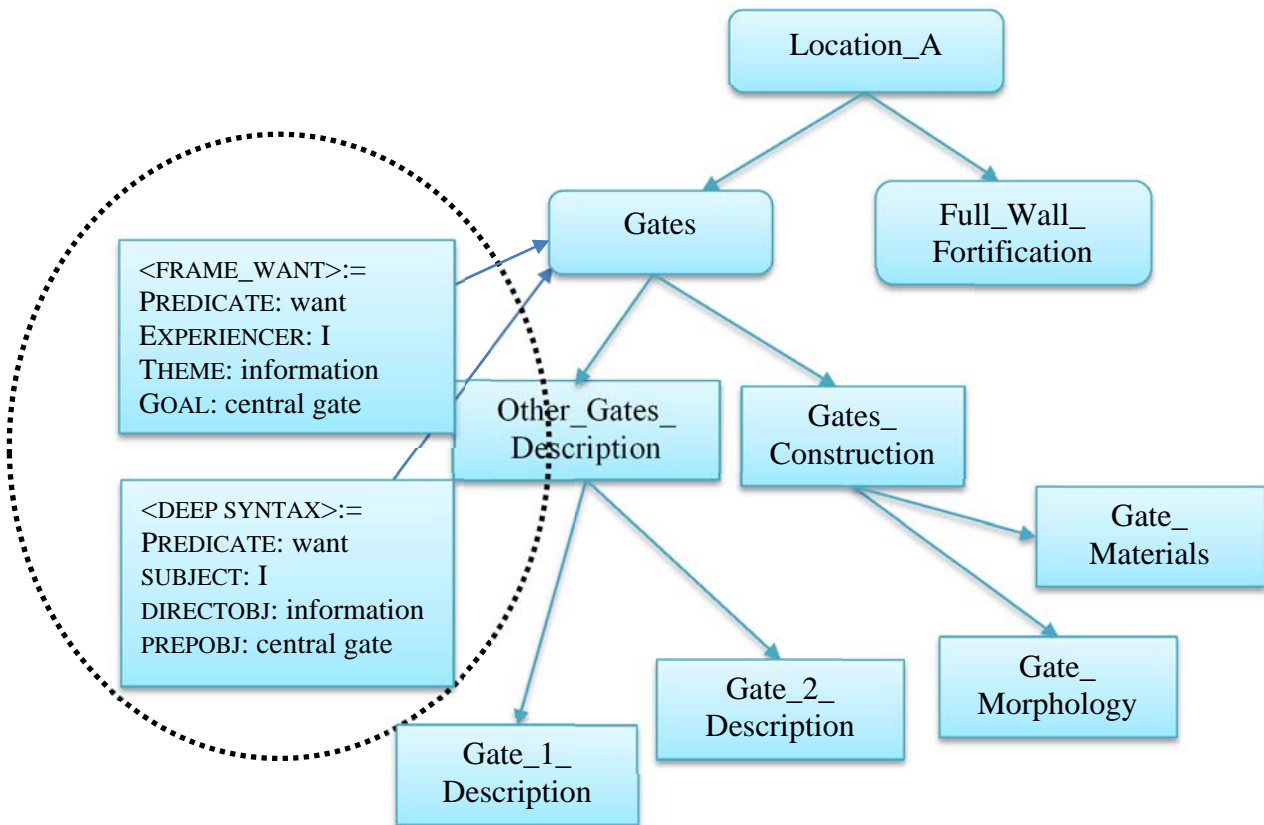 Location_A
Gates
Full_Wall_
Fortification
<FRAME_WANT>:=
PREDICATE: want
EXPERIENCER: I
THEME: information
GOAL: central gate
Other_Gates_
Description
Gates_
Construction
<DEEP SYNTAX>:=
PREDICATE: want
SUBJECT: I
DIRECTOBJ: information
PREPOBJ: central gate
Gate_
Materials
Gate_
Morphology
Gate_2_
Description
Gate_1_
Description